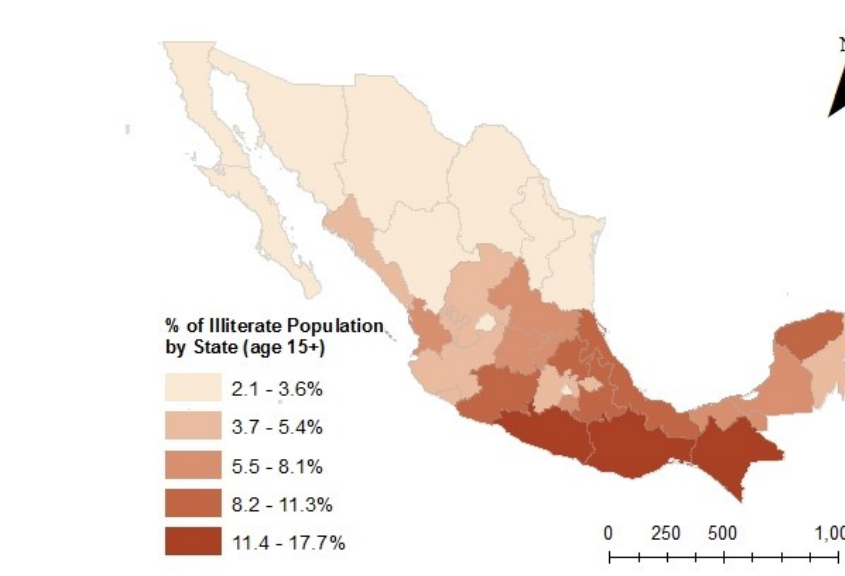 N
% of Illiterate Population
by State (age 15+)
2.1 - 3.6%
3.7 - 5.4%
5.5 - 8.1%
8.2 - 11.3%
11.4 - 17.7%
0 250 500